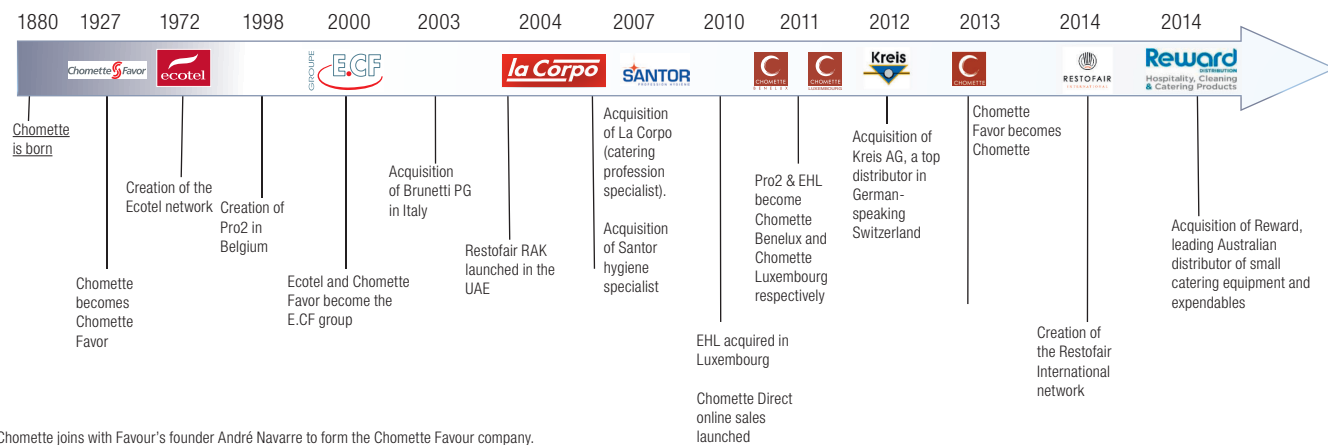 1880 1927 1972 1998 2000 2003 2004 2007 2010 2011 2012 2013 2014 2014
Chomette Favor
ecotel
GROUPE E.CF
la Corpo
SANTOR
PROFESSION HYGIENE
C CHOMETTE BENELUX
C CHOMETTE LUXEMBOURG
Kreis
C CHOMETTE
RESTOFAIR
INTERNATIONAL
Reward
DISTRIBUTION
Hospitality, Cleaning
& Catering Products
Chomette
is born
Chomette
becomes
Chomette
Favor
Creation of the
Ecotel network
Creation of
Pro2 in
Belgium
Ecotel and Chomette
Favor become the
E.CF group
Acquisition
of Brunetti PG
in Italy
Restofair RAK
launched in the
UAE
Acquisition
of La Corpo
(catering
profession
specialist).
Acquisition
of Santor
hygiene
specialist
EHL acquired in
Luxembourg
Chomette Direct
online sales
launched
Pro2 & EHL
become
Chomette
Benelux and
Chomette
Luxembourg
respectively
Acquisition of
Kreis AG, a top
distributor in
German-
speaking
Switzerland
Chomette
Favor becomes
Chomette
Creation of
the Restofair
International
network
Acquisition of Reward,
leading Australian
distributor of small
catering equipment and
expendables
Chomette joins with Favour's founder André Navarre to form the Chomette Favour company.